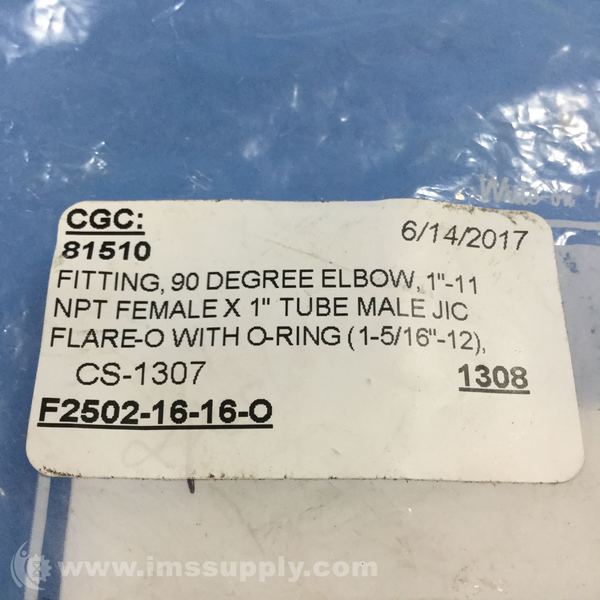 CGC:
6/14/2017
81510
FITTING, 90 DEGREE ELBOW, 1"-11
NPT FEMALE X 1" TUBE MALE JIC
FLARE-O WITH O-RING (1-5/16"-12),
CS-1307
1308
F2502-16-16-O
www.imssupply.com